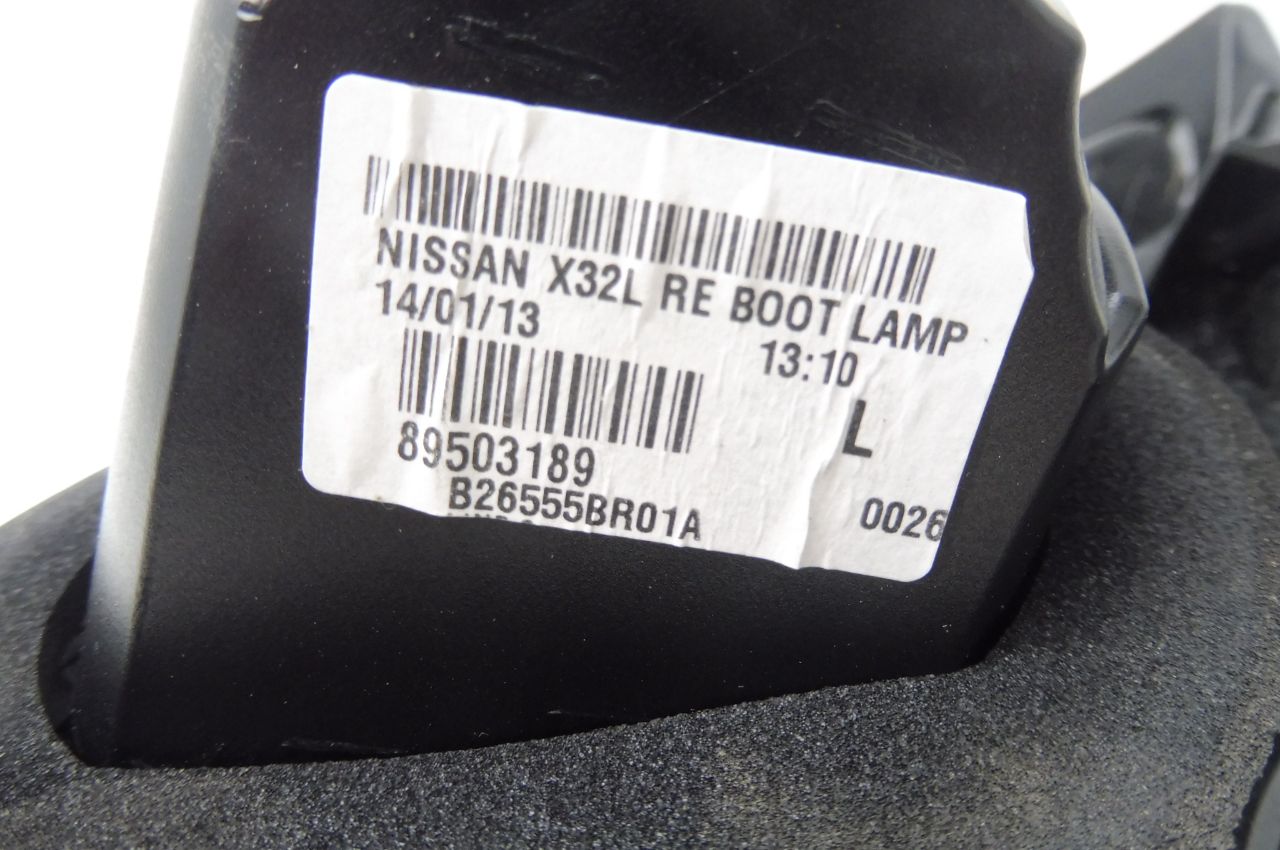 NISSAN X32L RE BOOT LAMP
14/01/13 13:10
L
89503189
B26555BR01A 0026